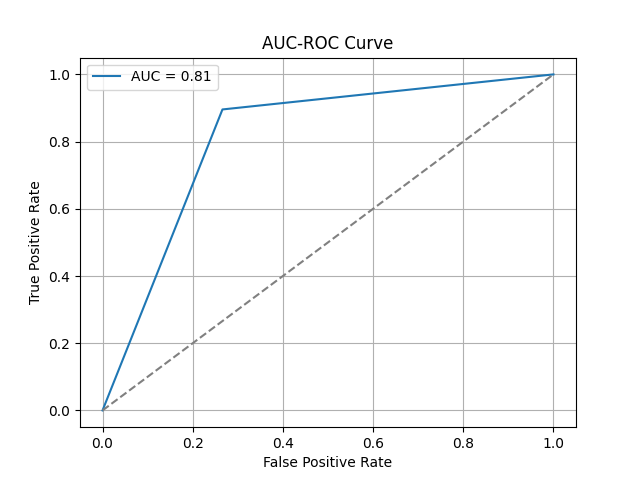 AUC-ROC Curve
AUC = 0.81
1.0
0.8
0.6
0.4
0.2
0.0
True Positive Rate
0.0 0.2 0.4 0.6 0.8 1.0
False Positive Rate